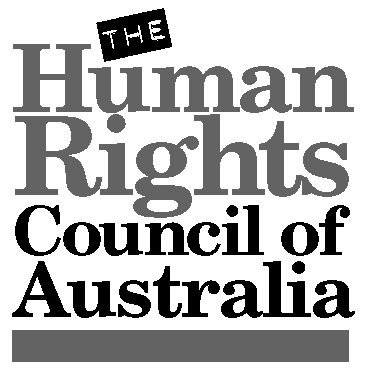 THE
Human
Rights
Council of
Australia